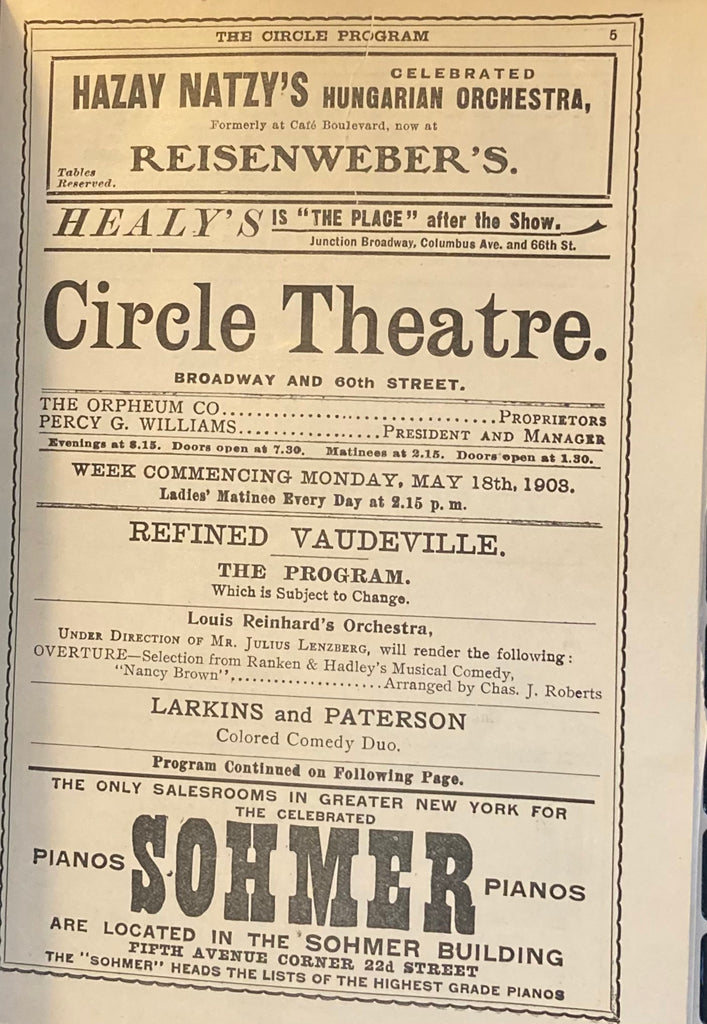 THE CIRCLE PROGRAM 5
HAZAY NATZY'S CELEBRATED
HUNGARIAN ORCHESTRA,
Formerly at Café Boulevard, now at
REISENWEBER'S.
Tables
Reserved.
HEALY'S IS "THE PLACE" after the Show.
Junction Broadway, Columbus Ave. and 66th St.
Circle Theatre.
BROADWAY AND 60th STREET.
THE ORPHEUM CO................................PROPRIETORS
PERCY G. WILLIAMS................PRESIDENT AND MANAGER
Evenings at 8.15. Doors open at 7.30. Matinees at 2.15. Doors open at 1.30.
WEEK COMMENCING MONDAY, MAY 18th, 1903.
Ladies' Matinee Every Day at 2.15 p. m.
REFINED VAUDEVILLE.
THE PROGRAM.
Which is Subject to Change.
Louis Reinhard's Orchestra,
UNDER DIRECTION OF MR. JULIUS LENZBERG, will render the following:
OVERTURE—Selection from Ranken & Hadley's Musical Comedy,
"Nancy Brown"......................Arranged by Chas. J. Roberts
LARKINS and PATERSON
Colored Comedy Duo.
Program Continued on Following Page.
THE ONLY SALESROOMS IN GREATER NEW YORK FOR
THE CELEBRATED
PIANOS SOHMER PIANOS
ARE LOCATED IN THE SOHMER BUILDING
FIFTH AVENUE CORNER 22d STREET
THE "SOHMER" HEADS THE LISTS OF THE HIGHEST GRADE PIANOS